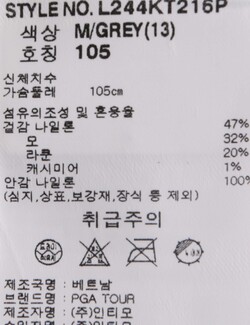 STYLE NO. L244KT216P
색상 M/GREY(13)
호칭 105
신체치수
가슴둘레 105cm
섬유의조성 및 혼용율
겉감 나일론 47%
모 32%
라쿤 20%
캐시미어 1%
안감 나일론 100%
(심지,상표,보강재,장식 통 제외)
취급주의
제조국명 : 베트남
브랜드명 : PGA TOUR
제조자명 : (주)인티모